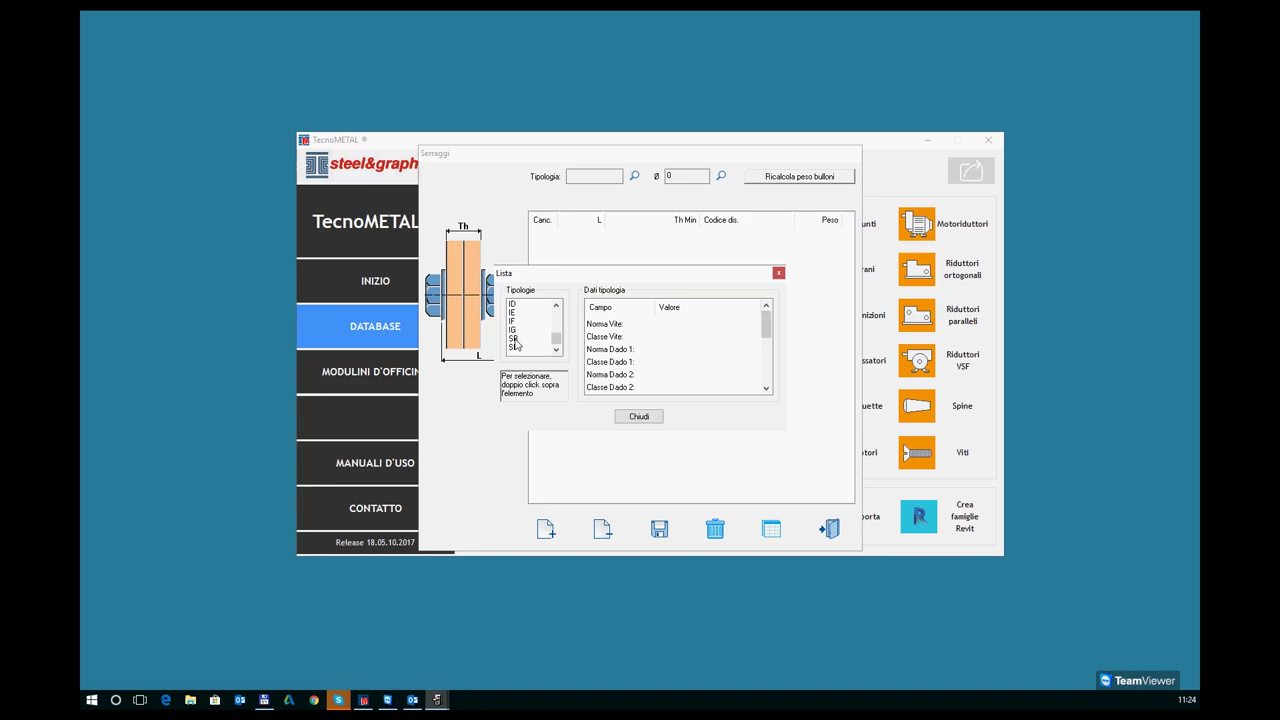 TecnoMETAL ®
steel&graph
TecnoMETAL
INIZIO
DATABASE
MODULINI D'OFFICIN
MANUALI D'USO
CONTATTO
Release 18.05.10.2017
Serraggi
Tipologia:
Ø
0
Ricalcola peso bulloni
Th
L
Canc.
L
Th Min
Codice dis.
Peso
Lista
x
Tipologie
ID
IE
IF
IG
Per selezionare,
doppio click sopra
l'elemento
Dati tipologia
Campo
Valore
Norma Vite:
Classe Vite:
Norma Dado 1:
Classe Dado 1:
Norma Dado 2:
Classe Dado 2:
Chiudi
unti
Motoriduttori
rani
Riduttori
ortogonali
nizioni
Riduttori
paralleli
ssatori
Riduttori
VSF
uette
Spine
tori
Viti
porta
R
Crea
famiglie
Revit
TeamViewer
11:24